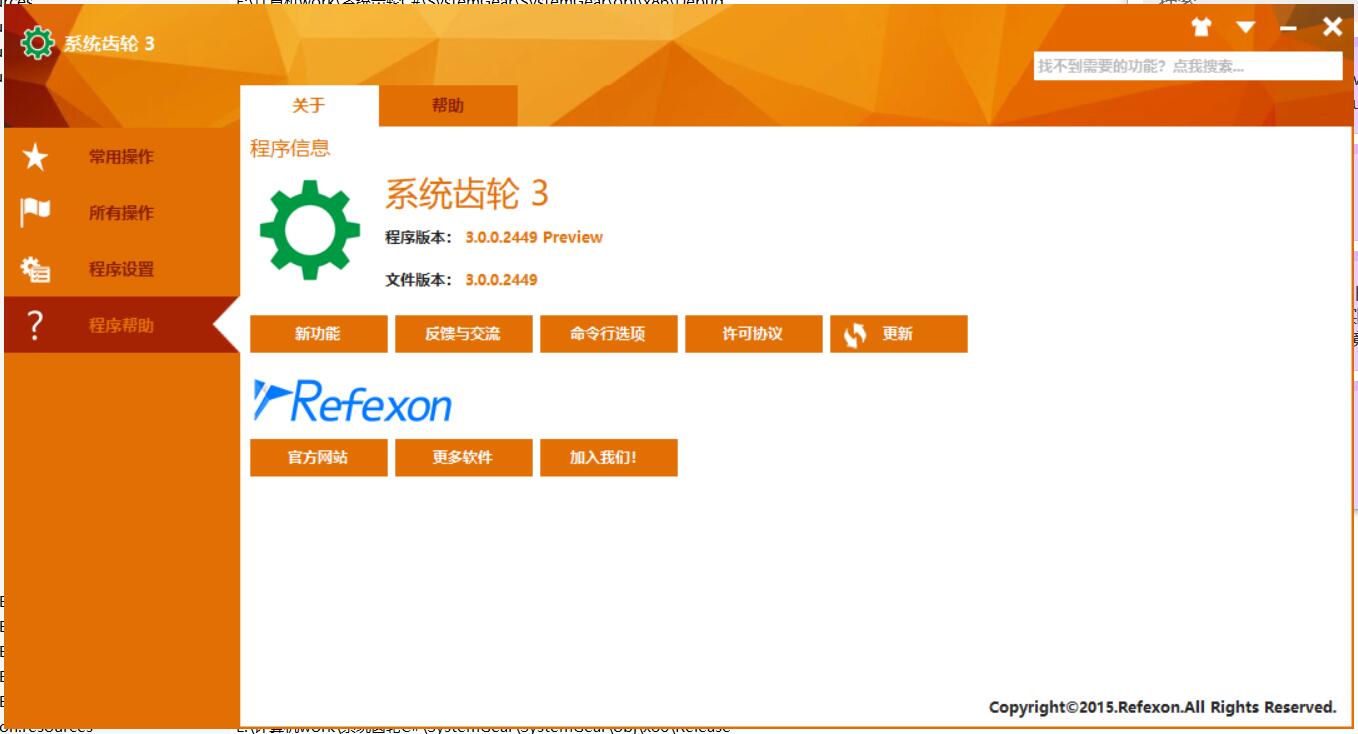 系统齿轮 3
找不到需要的功能？点我搜索...
关于
帮助
常用操作
所有操作
程序设置
程序帮助
程序信息
系统齿轮 3
程序版本： 3.0.0.2449 Preview
文件版本： 3.0.0.2449
新功能
反馈与交流
命令行选项
许可协议
更新
Refexon
官方网站
更多软件
加入我们!
Copyright©2015.Refexon.All Rights Reserved.